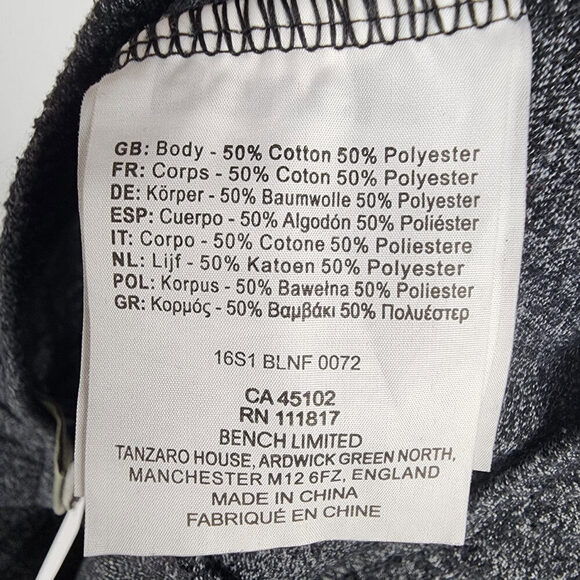 GB: Body - 50% Cotton 50% Polyester
FR: Corps - 50% Coton 50% Polyester
DE: Körper - 50% Baumwolle 50% Polyester
ESP: Cuerpo - 50% Algodón 50% Poliéster
IT: Corpo - 50% Cotone 50% Poliestere
NL: Lijf - 50% Katoen 50% Polyester
POL: Korpus - 50% Bawełna 50% Poliester
GR: Κορμός - 50% Βαμβάκι 50% Πολυέστερ
16S1 BLNF 0072
CA 45102
RN 111817
BENCH LIMITED
TANZARO HOUSE, ARDWICK GREEN NORTH,
MANCHESTER M12 6FZ, ENGLAND
MADE IN CHINA
FABRIQUÉ EN CHINE